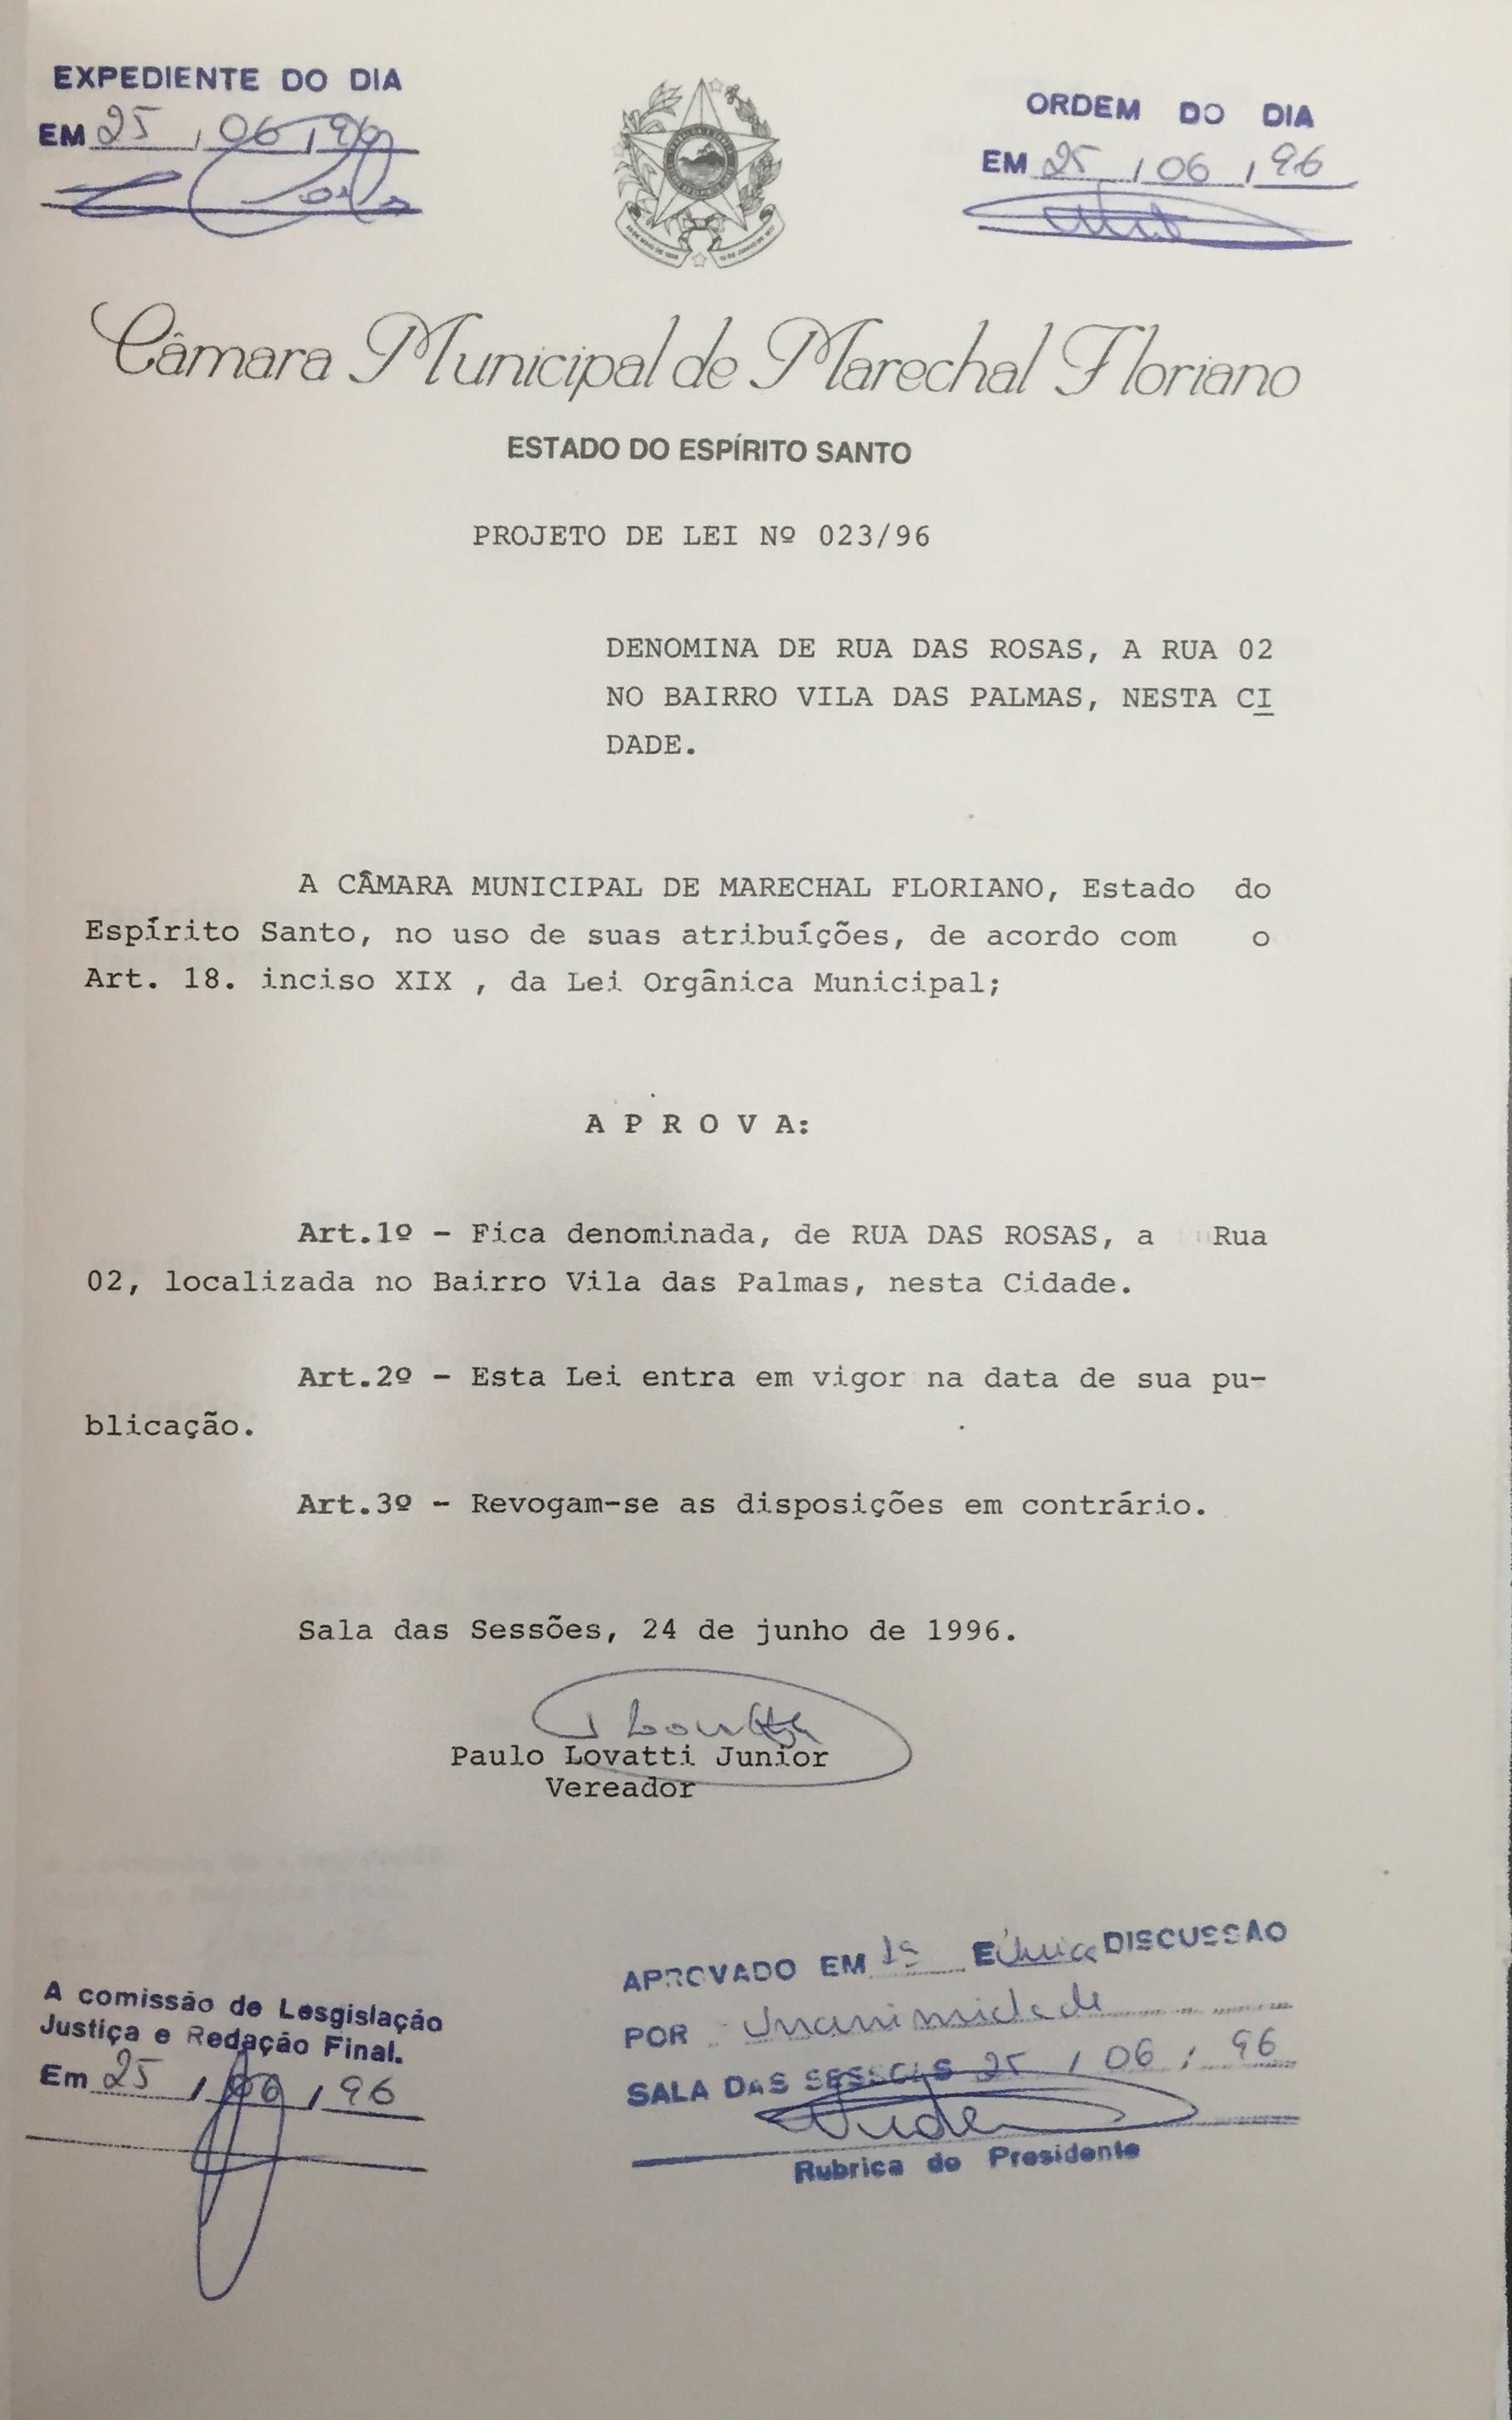 EXPEDIENTE DO DIA
EM 25 / 06 / 96
ORDEM DO DIA
EM 25 / 06 / 96
Câmara Municipal de Marechal Floriano
ESTADO DO ESPÍRITO SANTO
PROJETO DE LEI Nº 023/96
DENOMINA DE RUA DAS ROSAS, A RUA 02
NO BAIRRO VILA DAS PALMAS, NESTA CI
DADE.
A CÂMARA MUNICIPAL DE MARECHAL FLORIANO, Estado do
Espírito Santo, no uso de suas atribuíções, de acordo com o
Art. 18. inciso XIX , da Lei Orgânica Municipal;
A P R O V A:
Art.1º - Fica denominada, de RUA DAS ROSAS, a Rua
02, localizada no Bairro Vila das Palmas, nesta Cidade.
Art.2º - Esta Lei entra em vigor na data de sua pu-
blicação.
Art.3º - Revogam-se as disposições em contrário.
Sala das Sessões, 24 de junho de 1996.
Paulo Lovatti Junior
Vereador
A comissão de Lesgislação
Justiça e Redação Final.
Em 25 / 06 / 96
APROVADO EM 1ª E única DISCUSSÃO
POR Unanimidade
SALA DAS SESSOES 25 / 06 / 96
Rubrica do Presidente